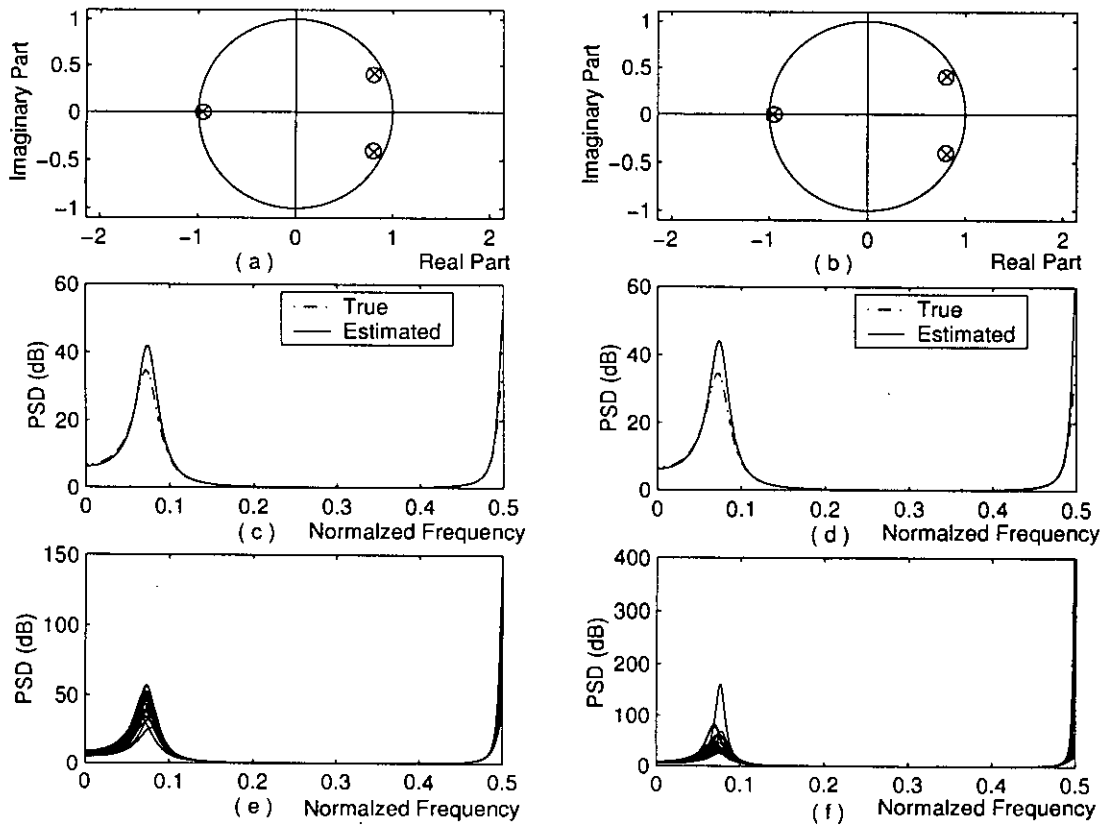 1
0.5
0
−0.5
−1
Imaginary Part
−2
−1
0
1
2
( a )
Real Part
1
0.5
0
−0.5
−1
Imaginary Part
−2
−1
0
1
2
( b )
Real Part
60
40
20
0
PSD (dB)
True
Estimated
0
0.1
0.2
0.3
0.4
0.5
( c )
Normalzed Frequency
60
40
20
0
PSD (dB)
True
Estimated
0
0.1
0.2
0.3
0.4
0.5
( d )
Normalzed Frequency
150
100
50
0
PSD (dB)
0
0.1
0.2
0.3
0.4
0.5
( e )
Normalzed Frequency
400
300
200
100
0
PSD (dB)
0
0.1
0.2
0.3
0.4
0.5
( f )
Normalzed Frequency